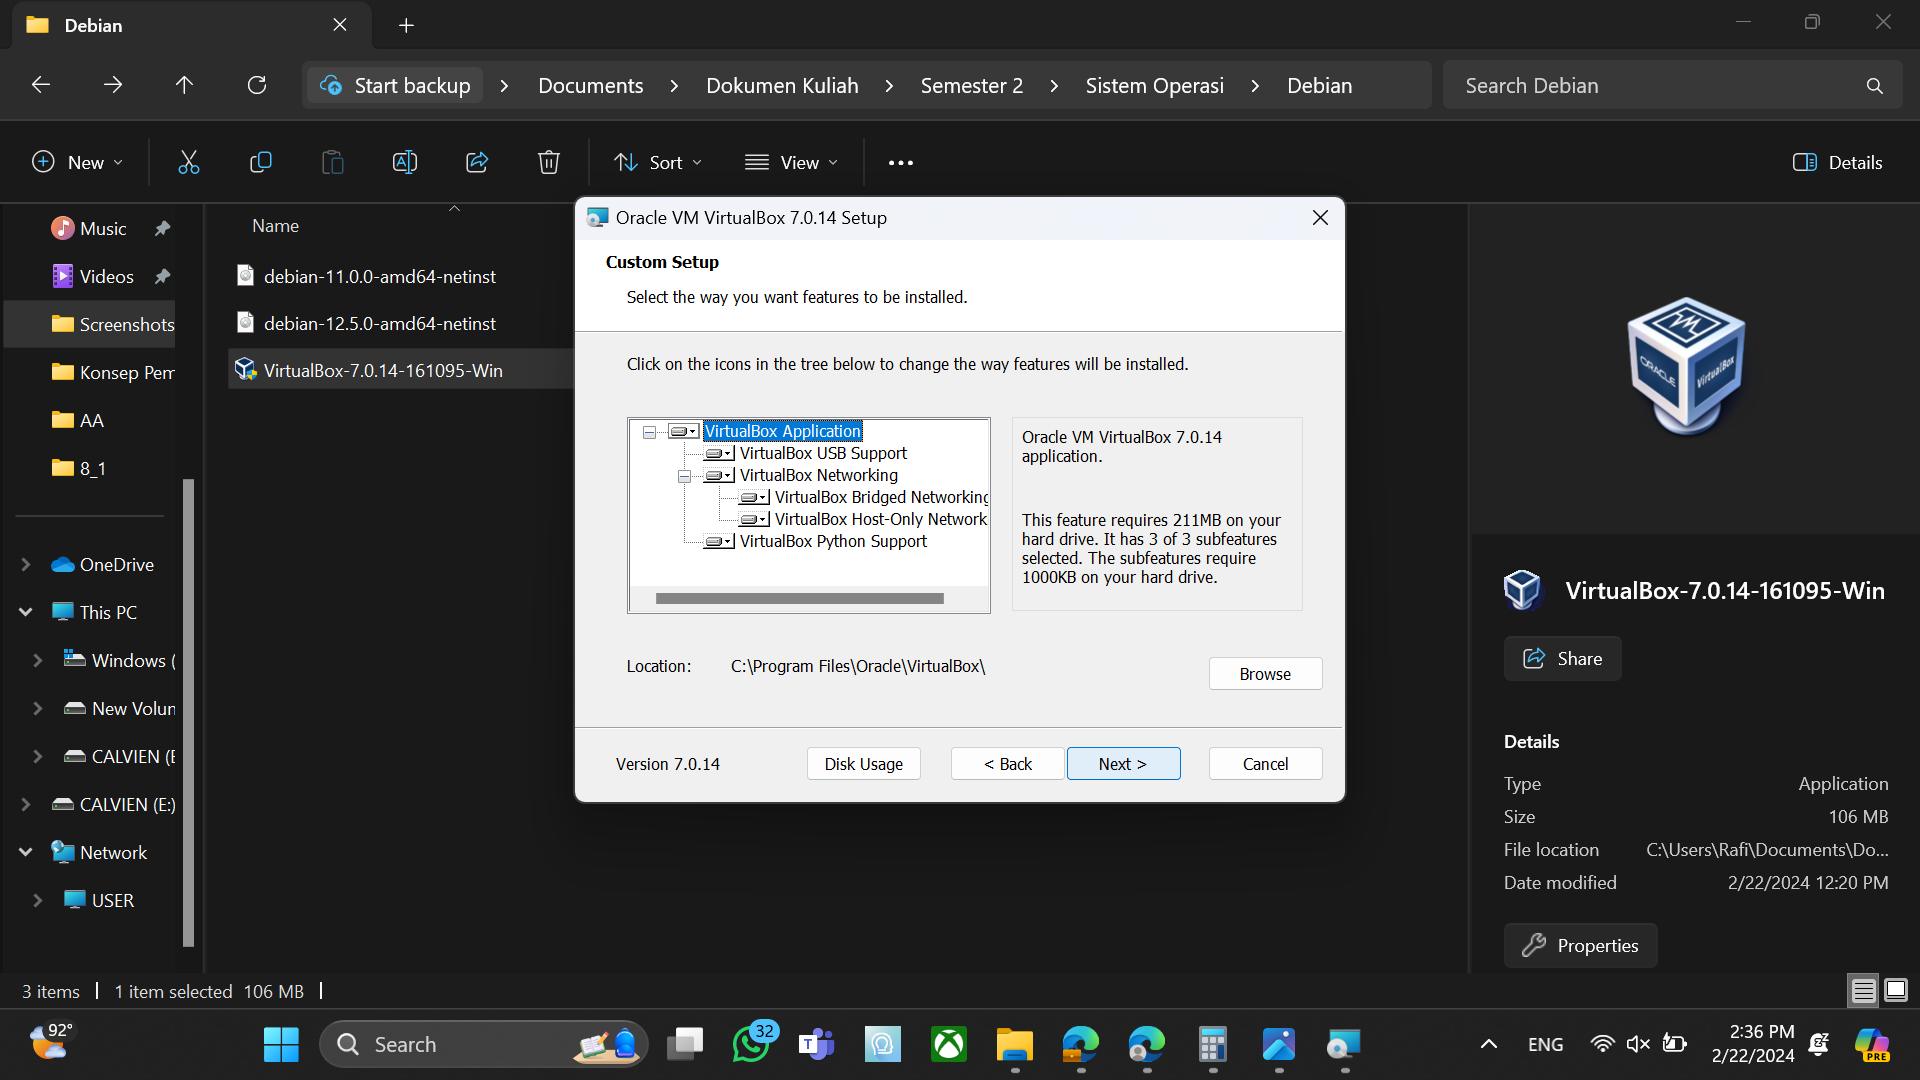 Debian
Start backup > Documents > Dokumen Kuliah > Semester 2 > Sistem Operasi > Debian
Search Debian
New
Sort
View
Details
Music
Videos
Screenshots
Konsep Pem
AA
8_1
OneDrive
This PC
Windows (
New Volun
CALVIEN (E
CALVIEN (E:)
Network
USER
Name
debian-11.0.0-amd64-netinst
debian-12.5.0-amd64-netinst
VirtualBox-7.0.14-161095-Win
Oracle VM VirtualBox 7.0.14 Setup
Custom Setup
Select the way you want features to be installed.
Click on the icons in the tree below to change the way features will be installed.
VirtualBox Application
VirtualBox USB Support
VirtualBox Networking
VirtualBox Bridged Networking
VirtualBox Host-Only Network
VirtualBox Python Support
Oracle VM VirtualBox 7.0.14
application.
This feature requires 211MB on your
hard drive. It has 3 of 3 subfeatures
selected. The subfeatures require
1000KB on your hard drive.
Location: C:\Program Files\Oracle\VirtualBox\
Browse
Version 7.0.14
Disk Usage
< Back
Next >
Cancel
ORACLE
VirtualBox
VirtualBox-7.0.14-161095-Win
Share
Details
Type Application
Size 106 MB
File location C:\Users\Rafi\Documents\Do...
Date modified 2/22/2024 12:20 PM
Properties
3 items | 1 item selected 106 MB |
92°
Search
32
T
ENG
2:36 PM
2/22/2024
PRE